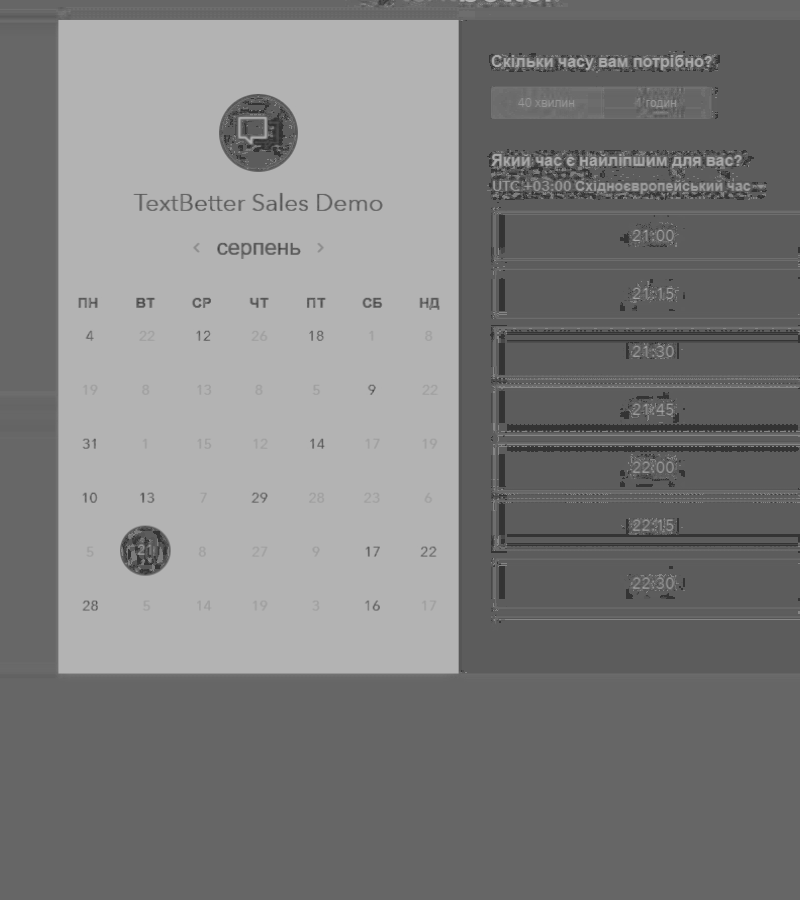 TextBetter Sales Demo
< серпень >
ПН ВТ СР ЧТ ПТ СБ НД
4 22 12 26 18 1 8
19 8 13 8 5 9 22
31 1 15 12 14 17 19
10 13 7 29 28 23 6
5 8 27 9 17 22
28 5 14 19 3 16 17
Скільки часу вам потрібно?
40 хвилин 4 годин
Який час є найліпшим для вас?
UTC +03:00 Східноєвропейський час
21:00
21:15
21:30
21:45
22:00
22:15
22:30